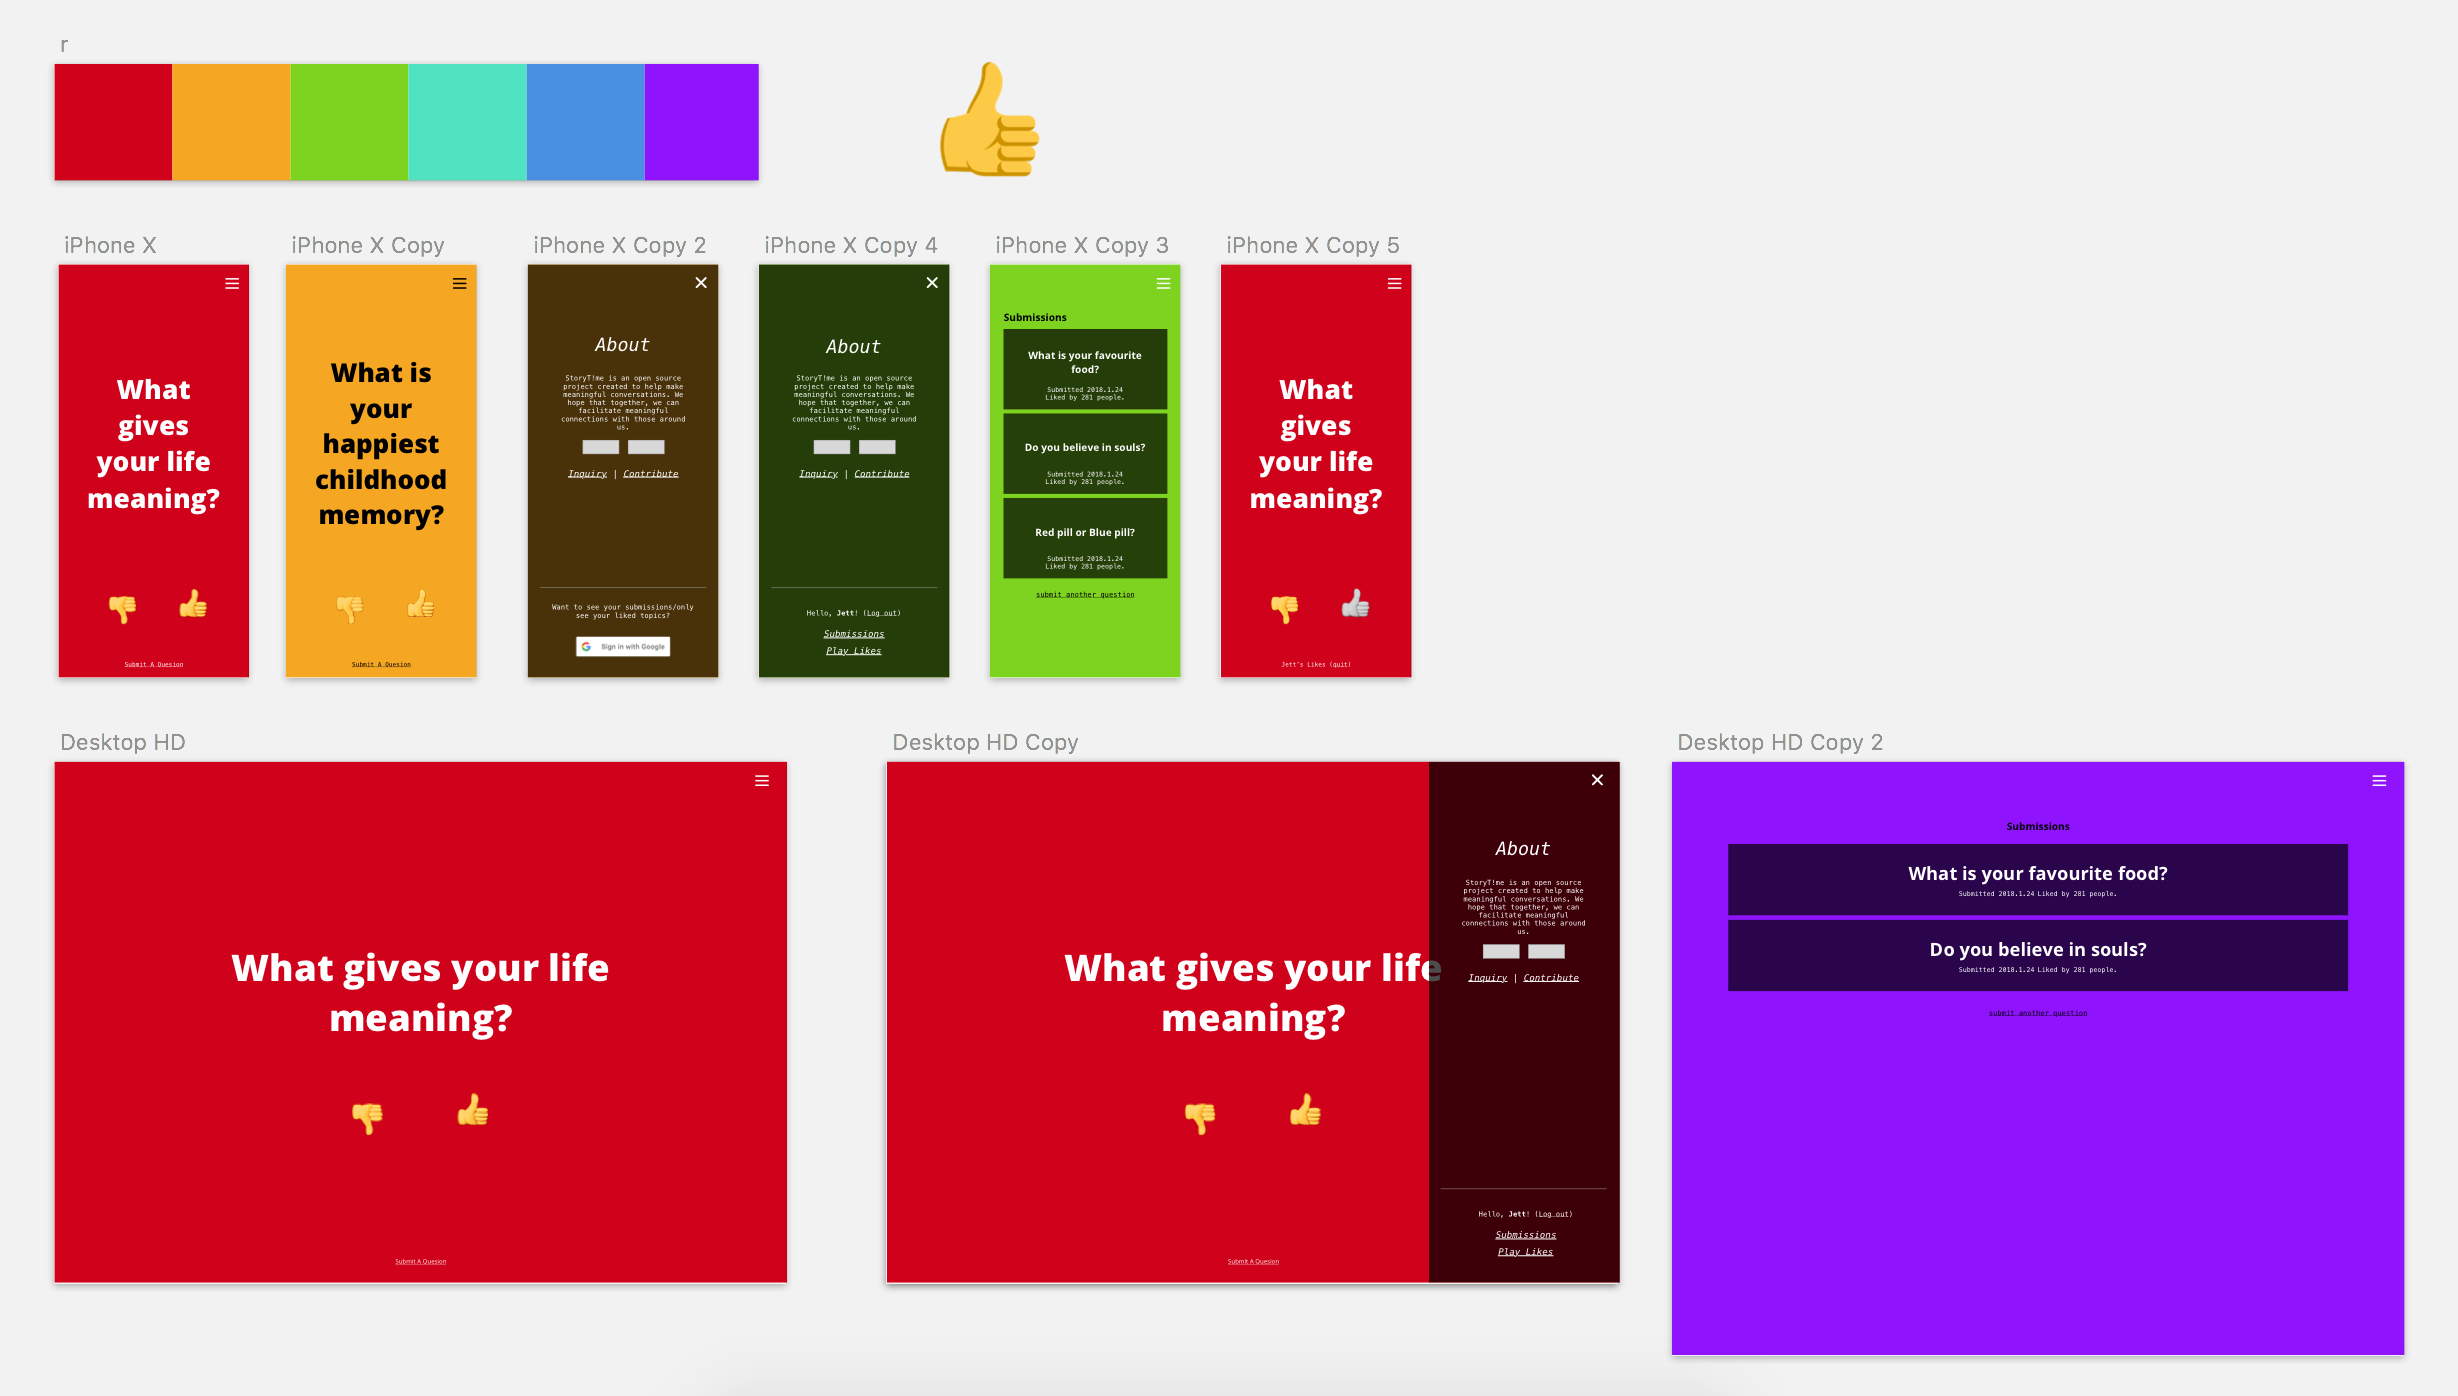 r
iPhone X
iPhone X Copy
iPhone X Copy 2
iPhone X Copy 4
iPhone X Copy 3
iPhone X Copy 5
What
gives
your life
meaning?
Submit A Quesion
What is
your
happiest
childhood
memory?
Submit A Quesion
About
StoryT!me is an open source
project created to help make
meaningful conversations. We
hope that together, we can
facilitate meaningful
connections with those around
us.
Inquiry | Contribute
Want to see your submissions/only
see your liked topics?
Sign in with Google
About
StoryT!me is an open source
project created to help make
meaningful conversations. We
hope that together, we can
facilitate meaningful
connections with those around
us.
Inquiry | Contribute
Hello, Jett! (Log out)
Submissions
Play Likes
Submissions
What is your favourite
food?
Submitted 2018.1.24
Liked by 281 people.
Do you believe in souls?
Submitted 2018.1.24
Liked by 281 people.
Red pill or Blue pill?
Submitted 2018.1.24
Liked by 281 people.
submit another question
What
gives
your life
meaning?
Jett's Likes (quit)
Desktop HD
Desktop HD Copy
Desktop HD Copy 2
What gives your life
meaning?
Submit A Quesion
What gives your life
meaning?
Submit A Quesion
About
StoryT!me is an open source
project created to help make
meaningful conversations. We
hope that together, we can
facilitate meaningful
connections with those around
us.
Inquiry | Contribute
Hello, Jett! (Log out)
Submissions
Play Likes
Submissions
What is your favourite food?
Submitted 2018.1.24 Liked by 281 people.
Do you believe in souls?
Submitted 2018.1.24 Liked by 281 people.
submit another question